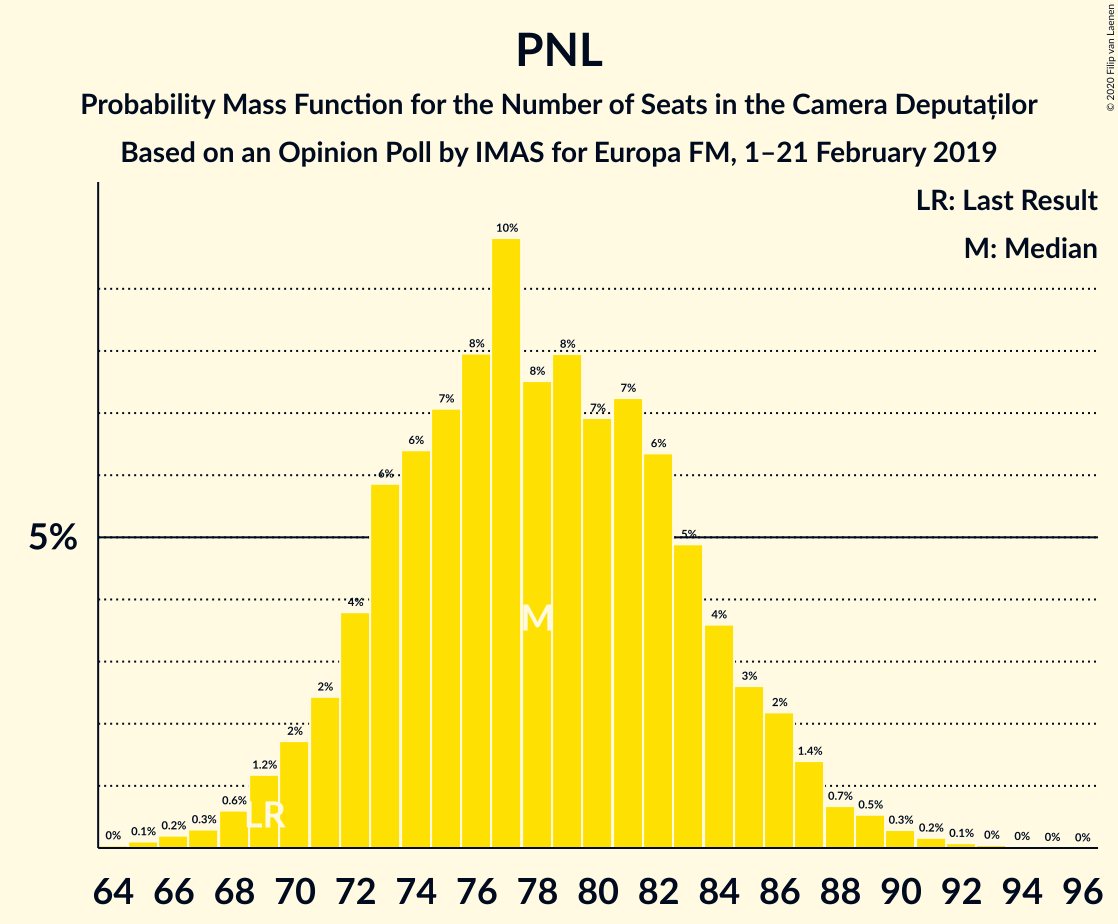 © 2020 Filip van Laenen
PNL
Probability Mass Function for the Number of Seats in the Camera Deputaților
Based on an Opinion Poll by IMAS for Europa FM, 1–21 February 2019
LR: Last Result
M: Median
5%
0% 0.1% 0.2% 0.3% 0.6% 1.2% 2% 2% 4% 6% 6% 7% 8% 10% 8% 8% 7% 7% 6% 5% 4% 3% 2% 1.4% 0.7% 0.5% 0.3% 0.2% 0.1% 0% 0% 0% 0%
M
LR
64 66 68 70 72 74 76 78 80 82 84 86 88 90 92 94 96